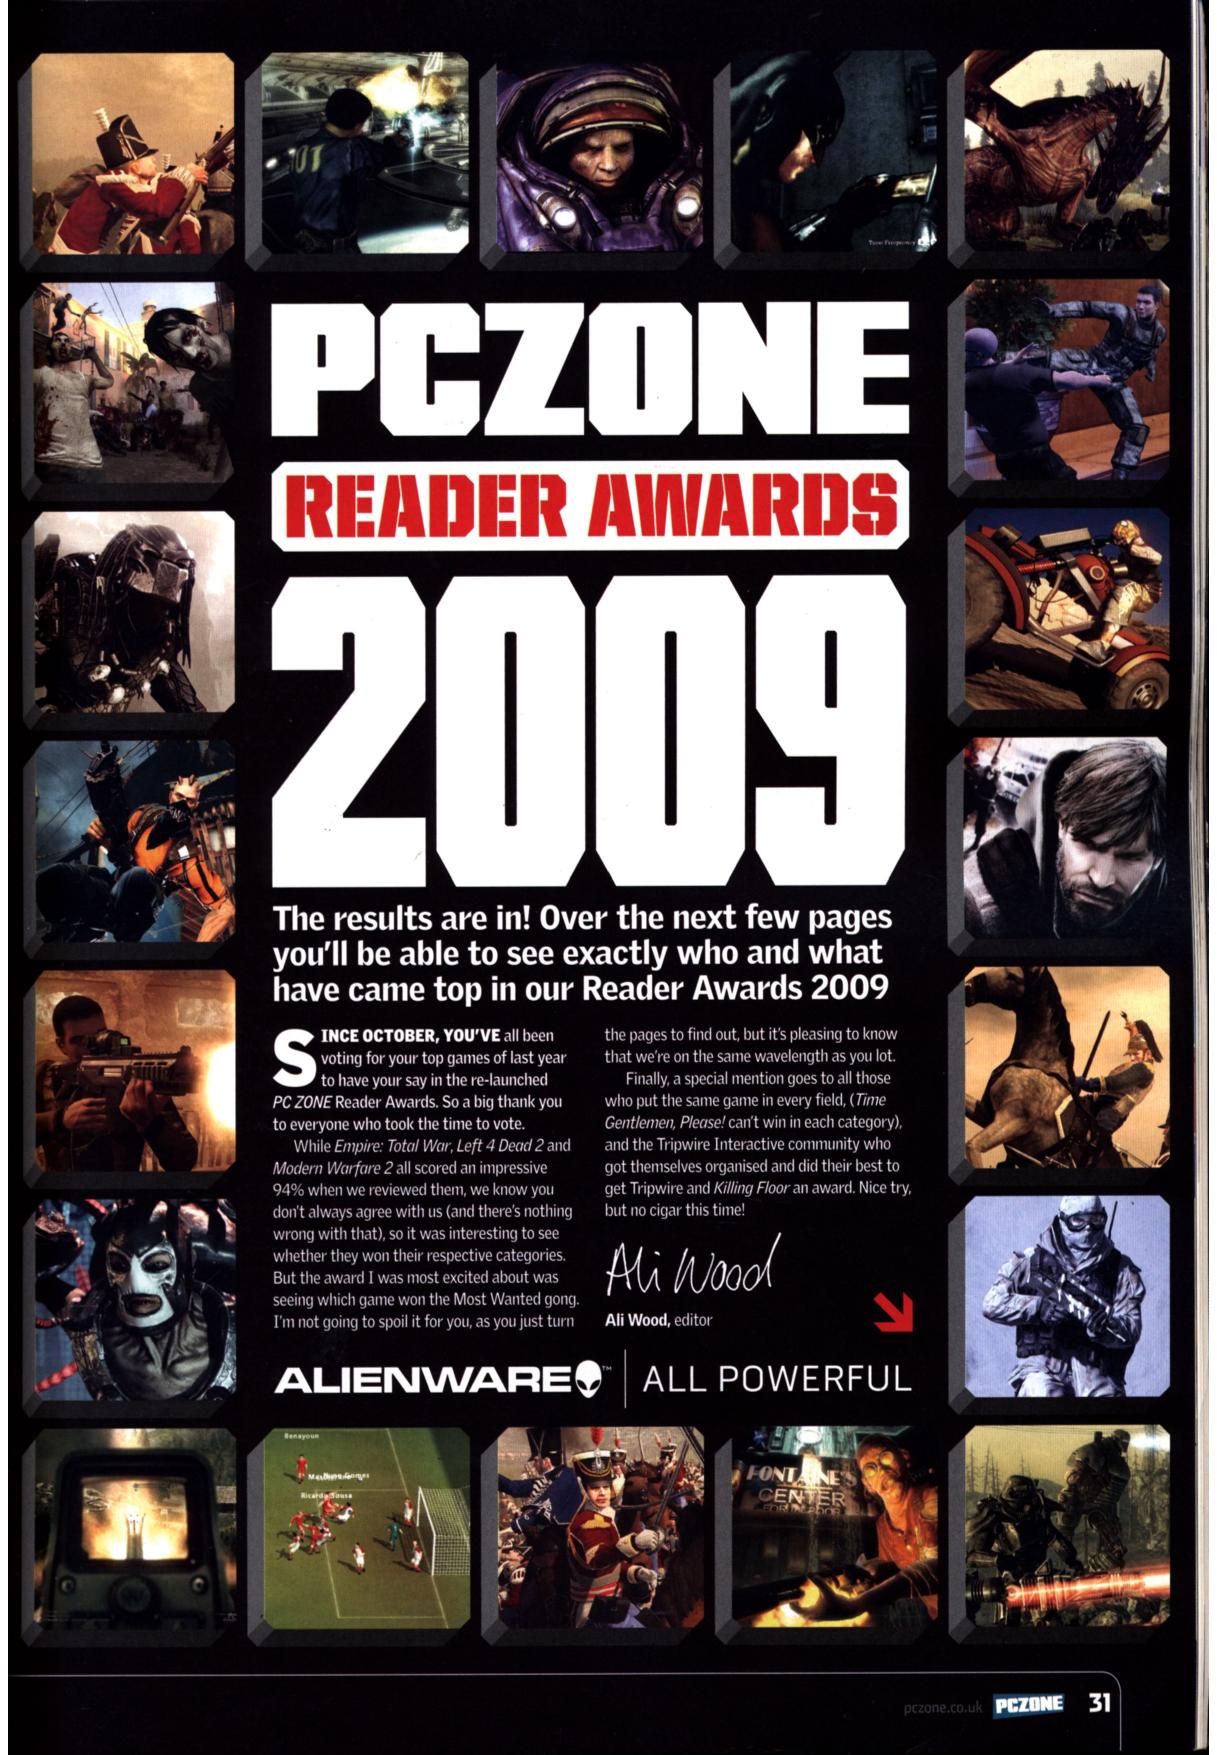 PCZONE
READER AWARDS
2009
The results are in! Over the next few pages
you'll be able to see exactly who and what
have came top in our Reader Awards 2009
SINCE OCTOBER, YOU'VE all been
voting for your top games of last year
to have your say in the re-launched
PC ZONE Reader Awards. So a big thank you
to everyone who took the time to vote.
While Empire: Total War, Left 4 Dead 2 and
Modern Warfare 2 all scored an impressive
94% when we reviewed them, we know you
don't always agree with us (and there's nothing
wrong with that), so it was interesting to see
whether they won their respective categories.
But the award I was most excited about was
seeing which game won the Most Wanted gong.
I'm not going to spoil it for you, as you just turn
the pages to find out, but it's pleasing to know
that we're on the same wavelength as you lot.
Finally, a special mention goes to all those
who put the same game in every field, (Time
Gentlemen, Please! can't win in each category),
and the Tripwire Interactive community who
got themselves organised and did their best to
get Tripwire and Killing Floor an award. Nice try,
but no cigar this time!
Ali Wood
Ali Wood, editor
ALIENWARE™ | ALL POWERFUL
Benayoun
Nuno Gomes
Ricardo Sousa
FONTAINE'S
CENTER
FOR
pczone.co.uk PCZONE 31